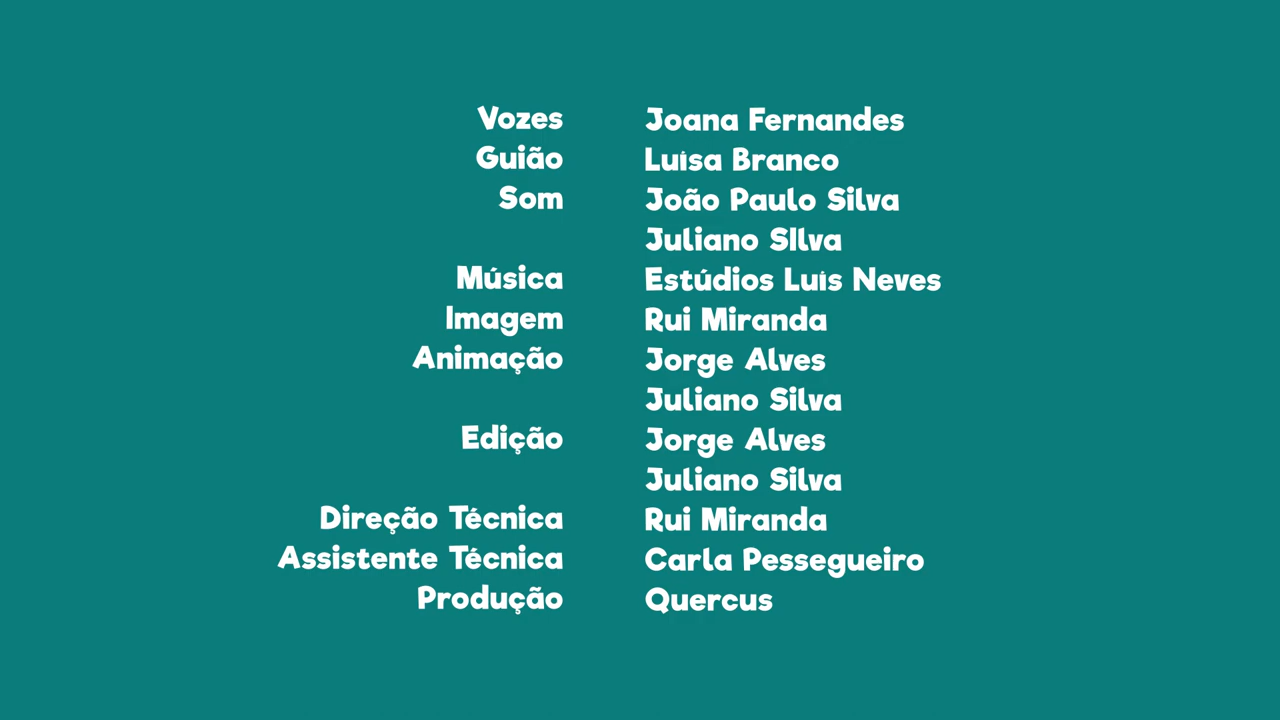 Vozes Joana Fernandes
Guião Luísa Branco
Som João Paulo Silva
Juliano SIlva
Música Estúdios Luís Neves
Imagem Rui Miranda
Animação Jorge Alves
Juliano Silva
Edição Jorge Alves
Juliano Silva
Direção Técnica Rui Miranda
Assistente Técnica Carla Pessegueiro
Produção Quercus